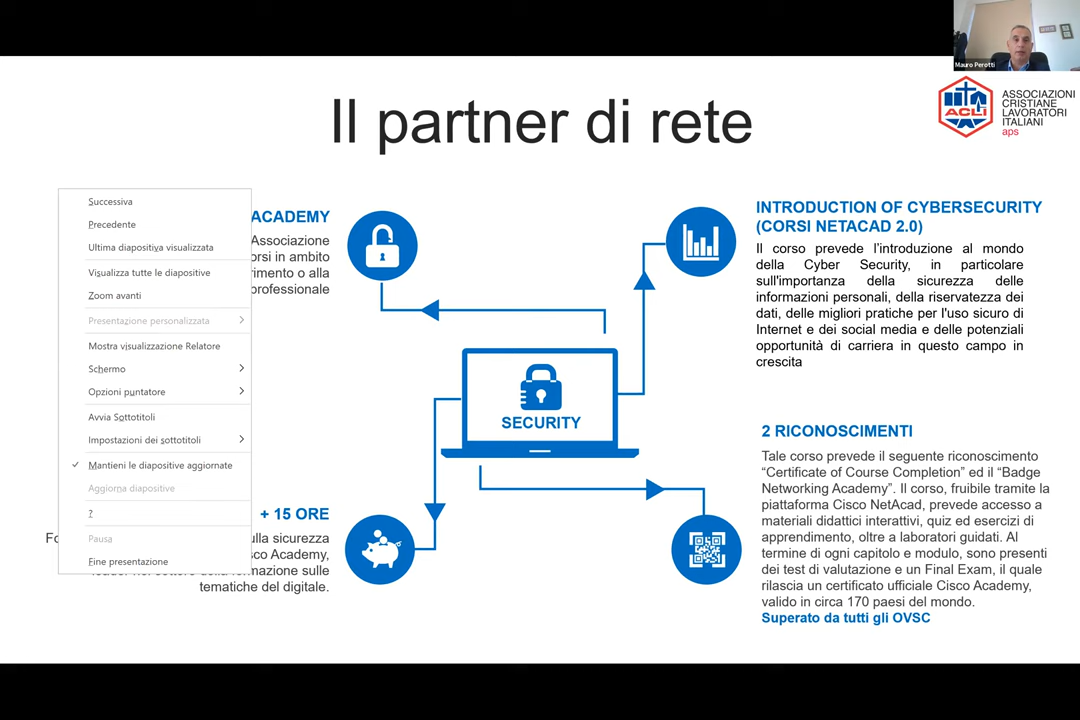 Mauro Perotti
ACLI
ASSOCIAZIONI
CRISTIANE
LAVORATORI
ITALIANI
aps
Il partner di rete
Successiva
Precedente
Ultima diapositiva visualizzata
Visualizza tutte le diapositive
Zoom avanti
Presentazione personalizzata
Mostra visualizzazione Relatore
Schermo
Opzioni puntatore
Avvia Sottotitoli
Impostazioni dei sottotitoli
Mantieni le diapositive aggiornate
Aggiorna diapositive
?
Pausa
Fine presentazione
ACADEMY
Associazione
in ambito
o alla
professionale
+ 15 ORE
sulla sicurezza
Academy,
formazione sulle
tematiche del digitale.
SECURITY
INTRODUCTION OF CYBERSECURITY
(CORSI NETACAD 2.0)
Il corso prevede l'introduzione al mondo
della Cyber Security, in particolare
sull'importanza della sicurezza delle
informazioni personali, della riservatezza dei
dati, delle migliori pratiche per l'uso sicuro di
Internet e dei social media e delle potenziali
opportunità di carriera in questo campo in
crescita
2 RICONOSCIMENTI
Tale corso prevede il seguente riconoscimento
“Certificate of Course Completion” ed il “Badge
Networking Academy”. Il corso, fruibile tramite la
piattaforma Cisco NetAcad, prevede accesso a
materiali didattici interattivi, quiz ed esercizi di
apprendimento, oltre a laboratori guidati. Al
termine di ogni capitolo e modulo, sono presenti
dei test di valutazione e un Final Exam, il quale
rilascia un certificato ufficiale Cisco Academy,
valido in circa 170 paesi del mondo.
Superato da tutti gli OVSC